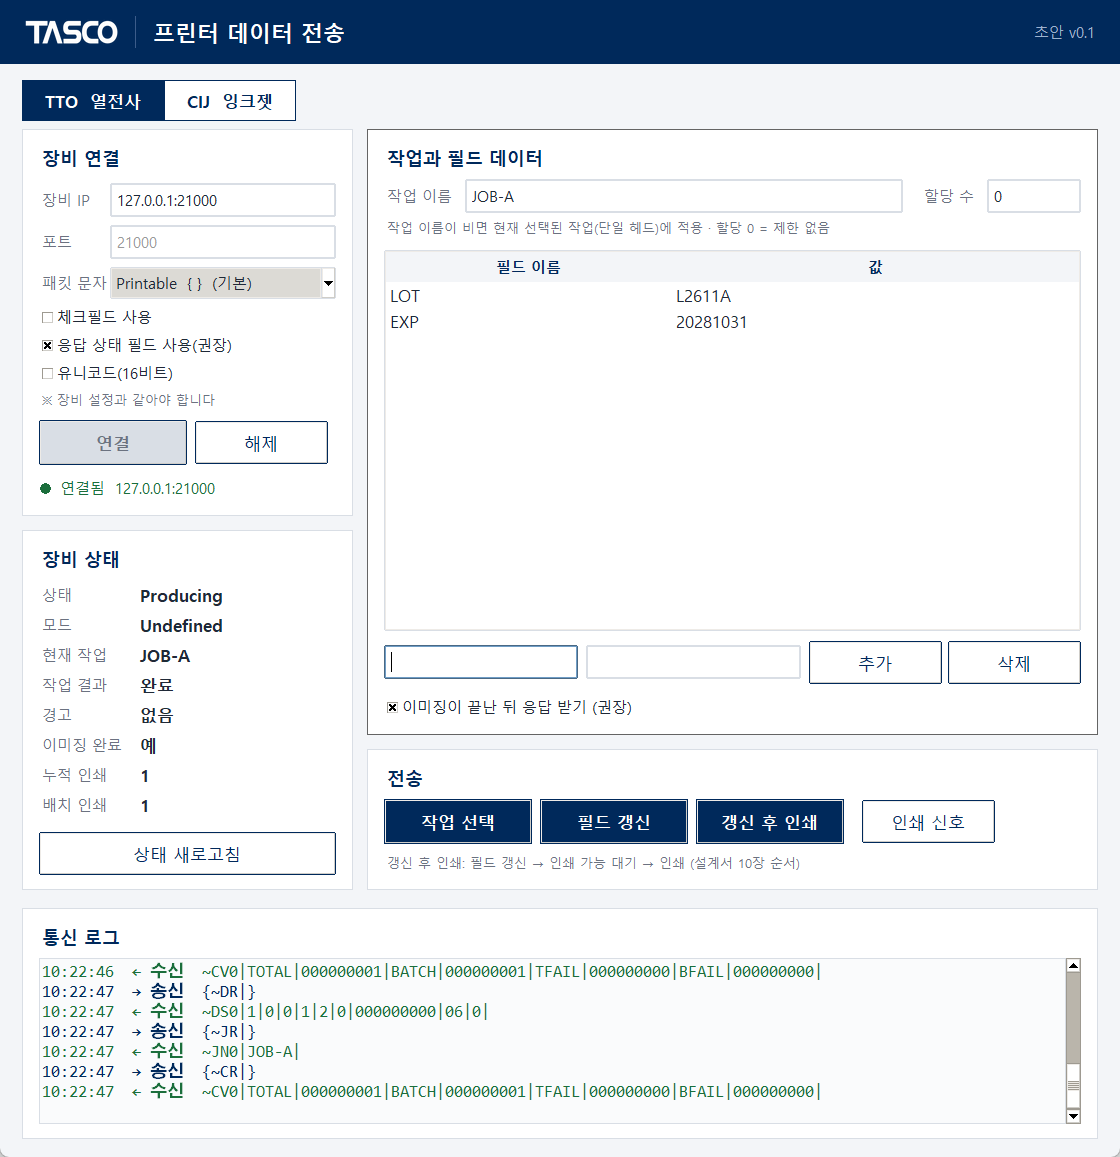 TASCO 프린터 데이터 전송 초안 v0.1
TTO 열전사 CIJ 잉크젯
장비 연결
장비 IP 127.0.0.1:21000
포트 21000
패킷 문자 Printable { } (기본)
체크필드 사용
응답 상태 필드 사용(권장)
유니코드(16비트)
※ 장비 설정과 같아야 합니다
연결 해제
● 연결됨 127.0.0.1:21000
장비 상태
상태 Producing
모드 Undefined
현재 작업 JOB-A
작업 결과 완료
경고 없음
이미징 완료 예
누적 인쇄 1
배치 인쇄 1
상태 새로고침
작업과 필드 데이터
작업 이름 JOB-A 할당 수 0
작업 이름이 비면 현재 선택된 작업(단일 헤드)에 적용 · 할당 0 = 제한 없음
필드 이름 값
LOT L2611A
EXP 20281031
추가 삭제
이미징이 끝난 뒤 응답 받기 (권장)
전송
작업 선택 필드 갱신 갱신 후 인쇄 인쇄 신호
갱신 후 인쇄: 필드 갱신 → 인쇄 가능 대기 → 인쇄 (설계서 10장 순서)
통신 로그
10:22:46 ← 수신 ~CV0|TOTAL|000000001|BATCH|000000001|TFAIL|000000000|BFAIL|000000000|
10:22:47 → 송신 {~DR|}
10:22:47 ← 수신 ~DS0|1|0|0|1|2|0|000000000|06|0|
10:22:47 → 송신 {~JR|}
10:22:47 ← 수신 ~JN0|JOB-A|
10:22:47 → 송신 {~CR|}
10:22:47 ← 수신 ~CV0|TOTAL|000000001|BATCH|000000001|TFAIL|000000000|BFAIL|000000000|